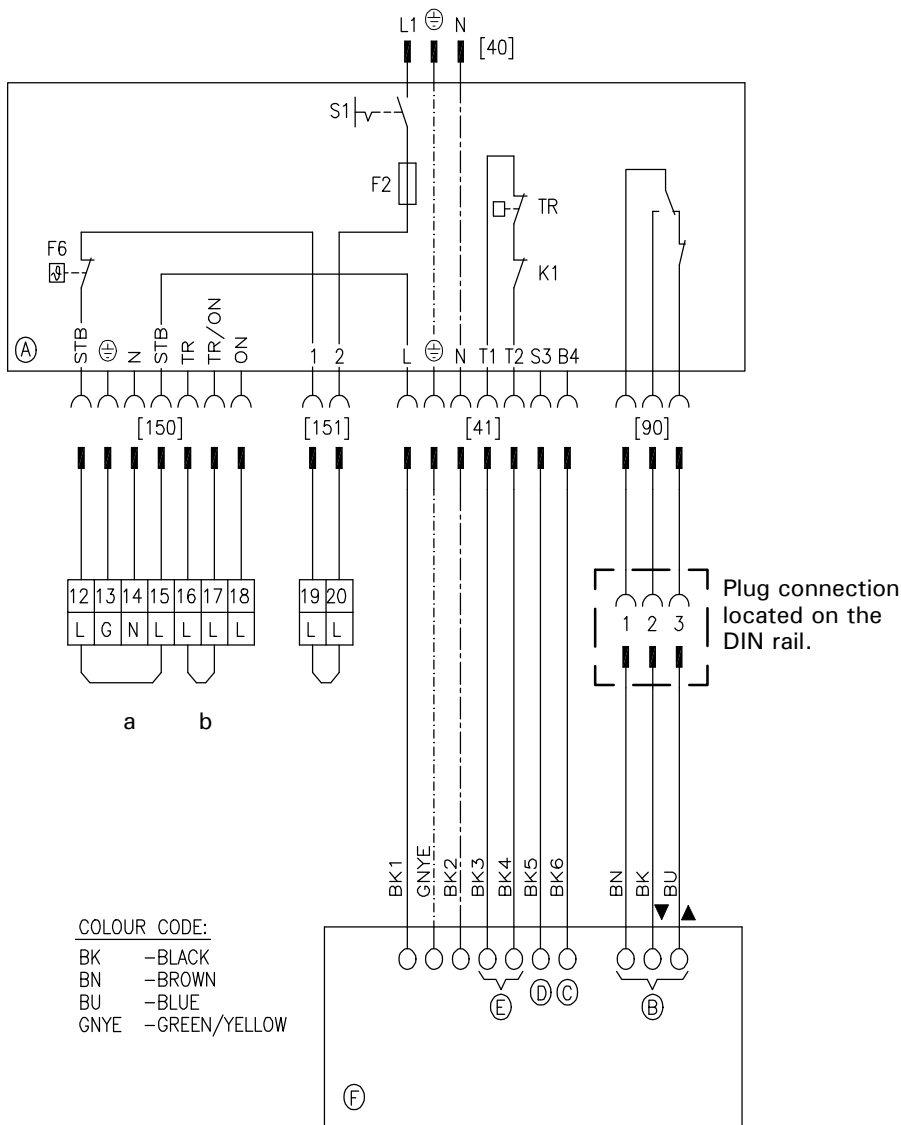 L1 N
[40]
S1
F2
TR
K1
F6
A
STB N STB TR TR/ON ON
1 2
L N T1 T2 S3 B4
[150] [151] [41] [90]
12 13 14 15 16 17 18
L G N L L L L
19 20
L L
a b
1 2 3
Plug connection
located on the
DIN rail.
BK1 GNYE BK2 BK3 BK4 BK5 BK6
BN BK BU
E D C B
COLOUR CODE:
BK -BLACK
BN -BROWN
BU -BLUE
GNYE -GREEN/YELLOW
F